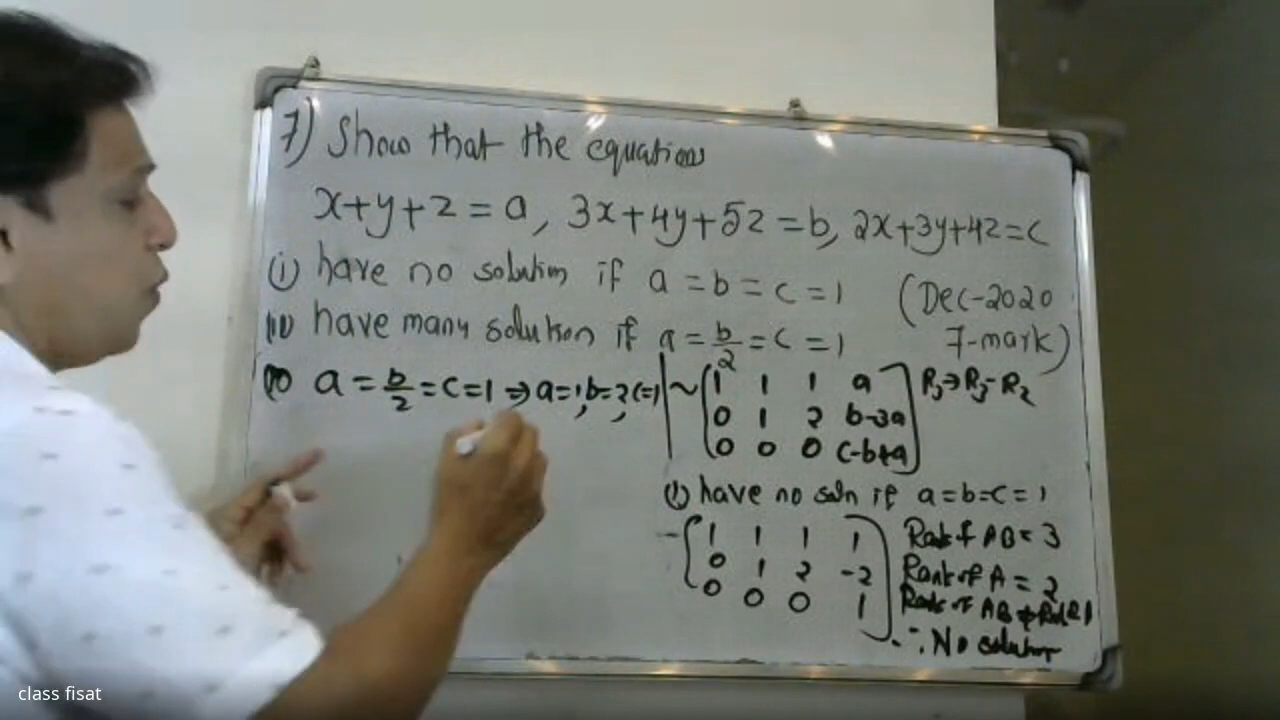 7) Show that the equations
x+y+z = a, 3x+4y+5z = b, 2x+3y+4z = c
(i) have no solution if a = b = c = 1 (Dec-2020
(ii) have many solution if a = b/2 = c = 1 7-mark)
(ii) a = b/2 = c = 1 ⇒ a=1, b=2, c=1
~ [1 1 1 a R3→R3-R2
0 1 2 b-3a
0 0 0 c-b+a]
(i) have no soln if a=b=c=1
~ [1 1 1 1 Rank of AB = 3
0 1 2 -2 Rank of A = 2
0 0 0 1] Rank of AB ≠ Rank
∴ No solution
class fisat